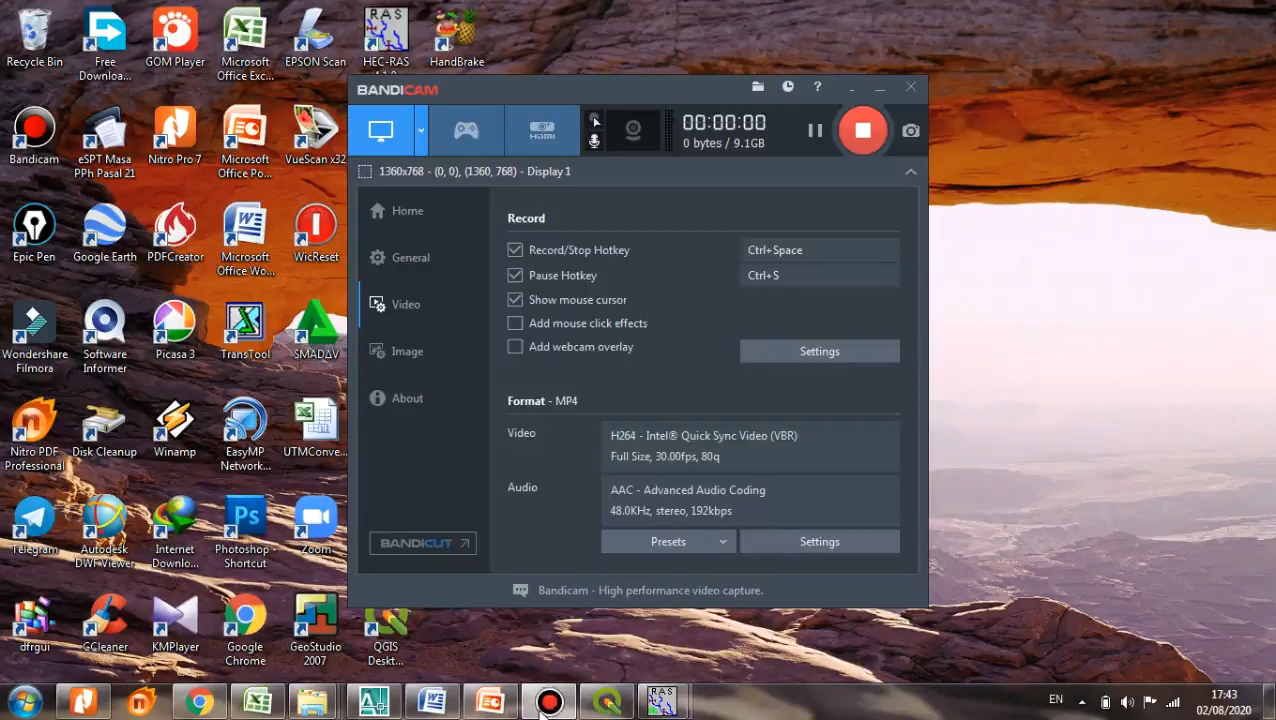 Recycle Bin
Free
Downloa...
GOM Player
Microsoft
Office Exc...
EPSON Scan
RAS
HEC-RAS
HandBrake
Bandicam
eSPT Masa
PPh Pasal 21
Nitro Pro 7
Microsoft
Office Po...
VueScan x32
Epic Pen
Google Earth
PDFCreator
Microsoft
Office Wo...
WicReset
Wondershare
Filmora
Software
Informer
Picasa 3
TransTool
SMADAV
Nitro PDF
Professional
Disk Cleanup
Winamp
EasyMP
Network...
UTMConve...
Telegram
Autodesk
DWF Viewer
Internet
Downlo...
Ps
Photoshop -
Shortcut
Zoom
dfrgui
CCleaner
KMPlayer
Google
Chrome
GeoStudio
2007
QGIS
Deskt...
BANDICAM
?
HDMI
00:00:00
0 bytes / 9.1GB
1360x768 - (0, 0), (1360, 768) - Display 1
Home
General
Video
Image
About
BANDICUT
Record
Record/Stop Hotkey
Ctrl+Space
Pause Hotkey
Ctrl+S
Show mouse cursor
Add mouse click effects
Add webcam overlay
Settings
Format - MP4
Video
H264 - Intel® Quick Sync Video (VBR)
Full Size, 30.00fps, 80q
Audio
AAC - Advanced Audio Coding
48.0KHz, stereo, 192kbps
Presets
Settings
Bandicam - High performance video capture.
RAS
EN
17:43
02/08/2020